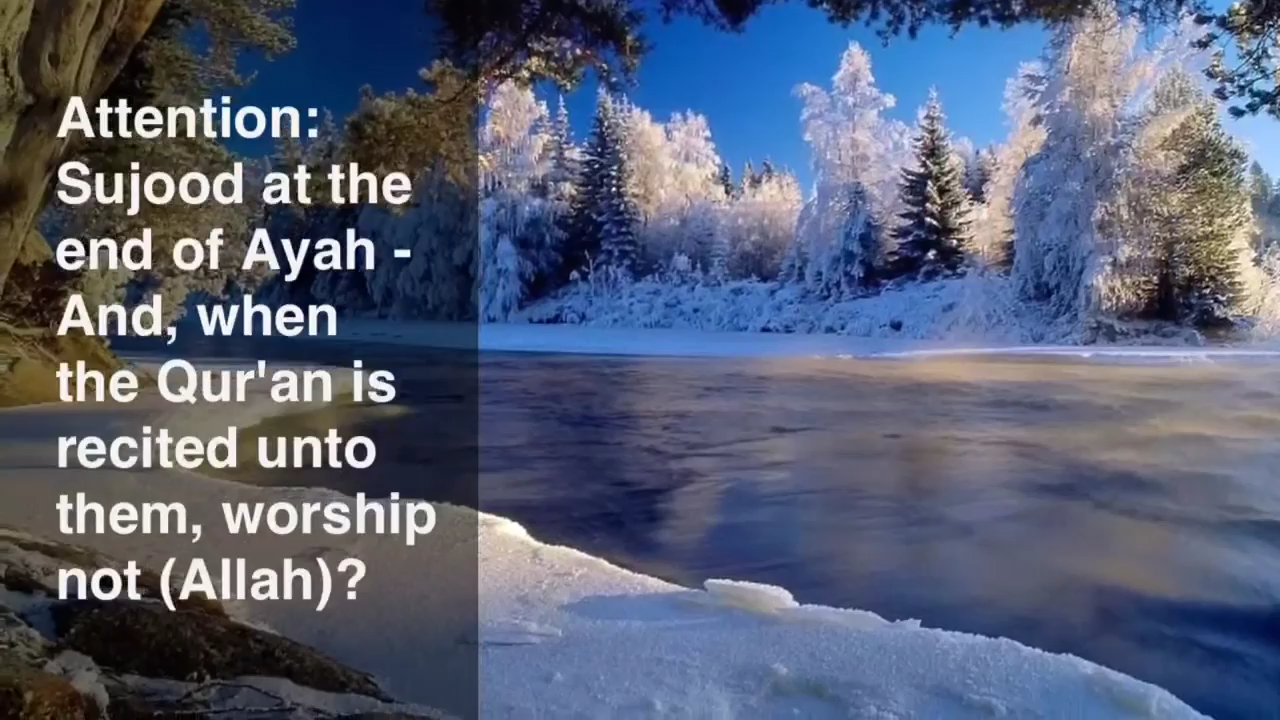 Attention:
Sujood at the
end of Ayah -
And, when
the Qur'an is
recited unto
them, worship
not (Allah)?